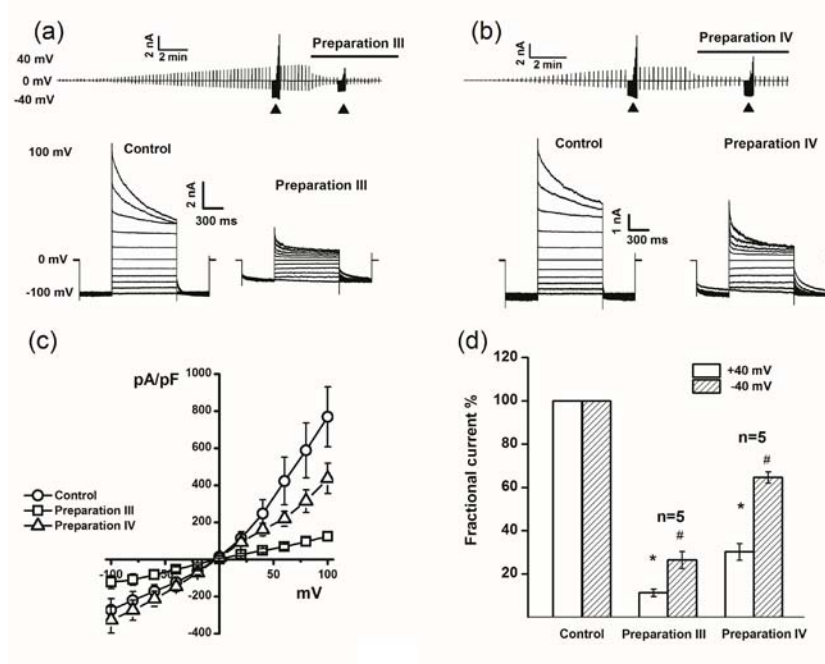 (a)
2 nA
2 min
Preparation III
40 mV
0 mV
-40 mV
100 mV
Control
2 nA
300 ms
Preparation III
0 mV
-100 mV
(b)
2 nA
2 min
Preparation IV
Control
1 nA
300 ms
Preparation IV
(c)
pA/pF
1000
800
600
400
200
-100
-50
50
100
mV
-200
-400
Control
Preparation III
Preparation IV
(d)
Fractional current %
120
100
80
60
40
20
+40 mV
-40 mV
n=5
#
*
n=5
#
*
Control
Preparation III
Preparation IV